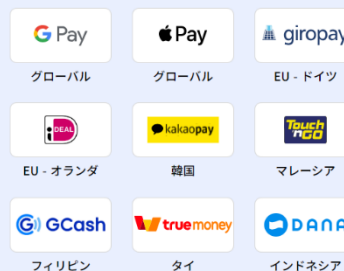 G Pay
Pay
giropay
グローバル
グローバル
EU - ドイツ
iDEAL
kakaopay
Touch 'n GO
EU - オランダ
韓国
マレーシア
GCash
truemoney
DANA
フィリピン
タイ
インドネシア